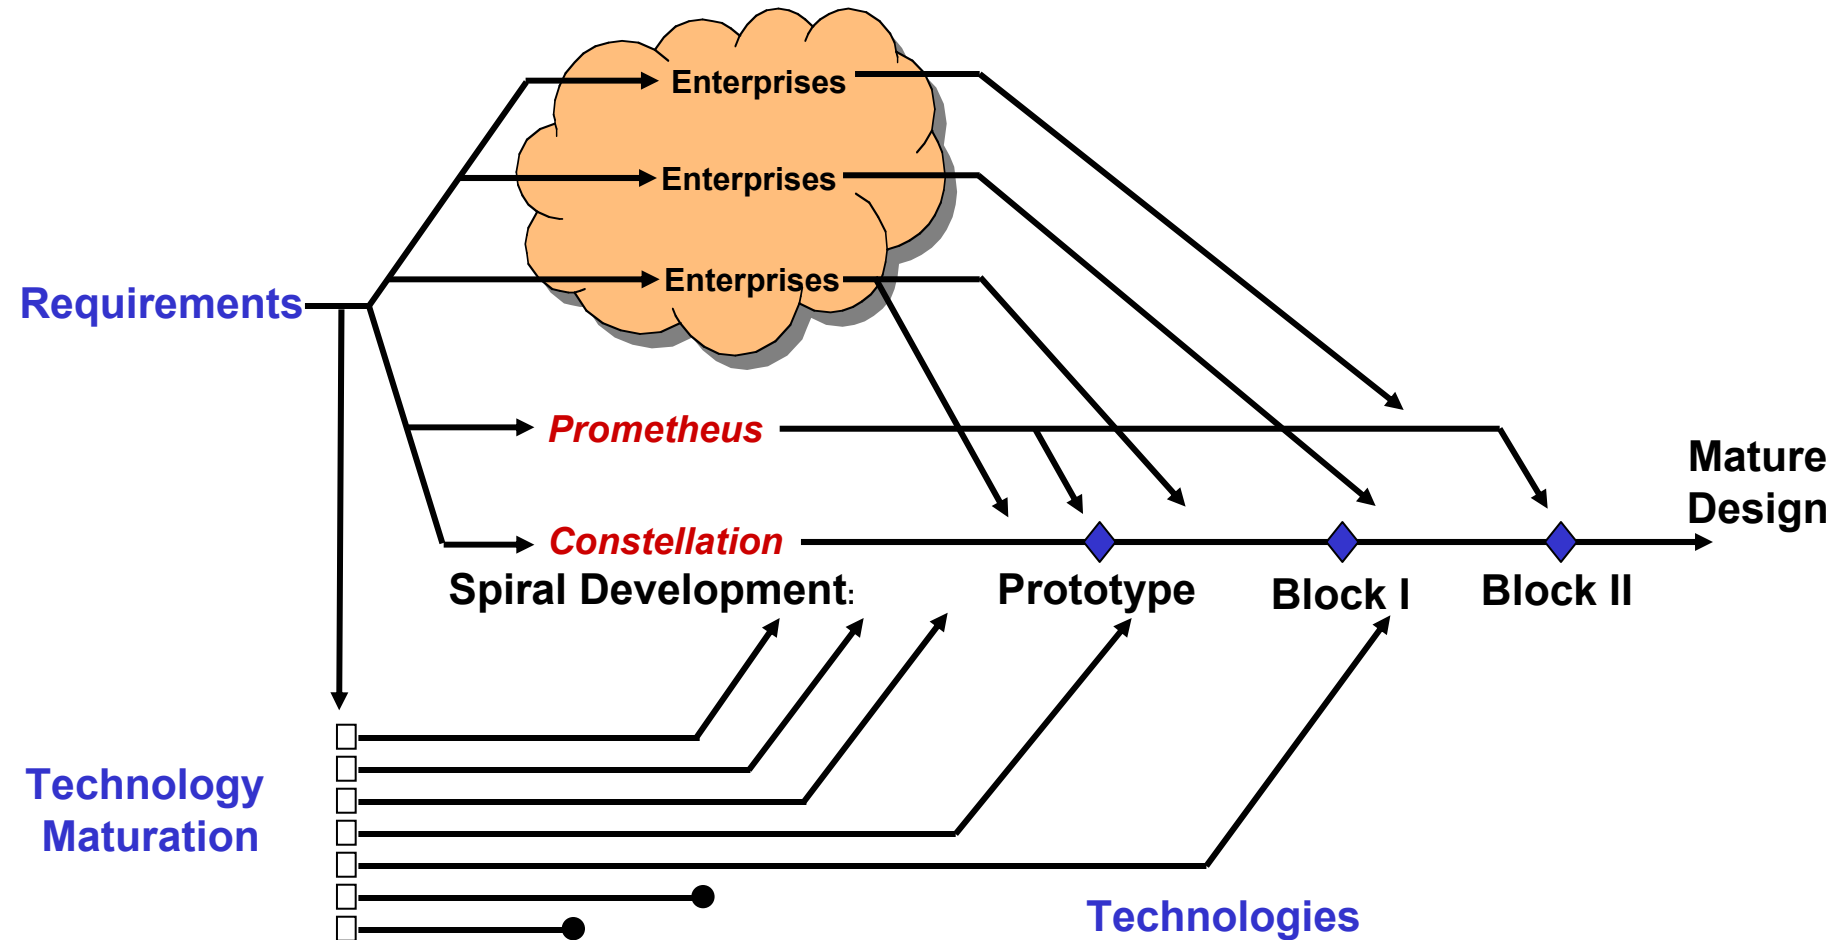 Enterprises
Enterprises
Enterprises
Requirements
Prometheus
Mature
Design
Constellation
Spiral Development:
Prototype
Block I
Block II
Technology
Maturation
Technologies